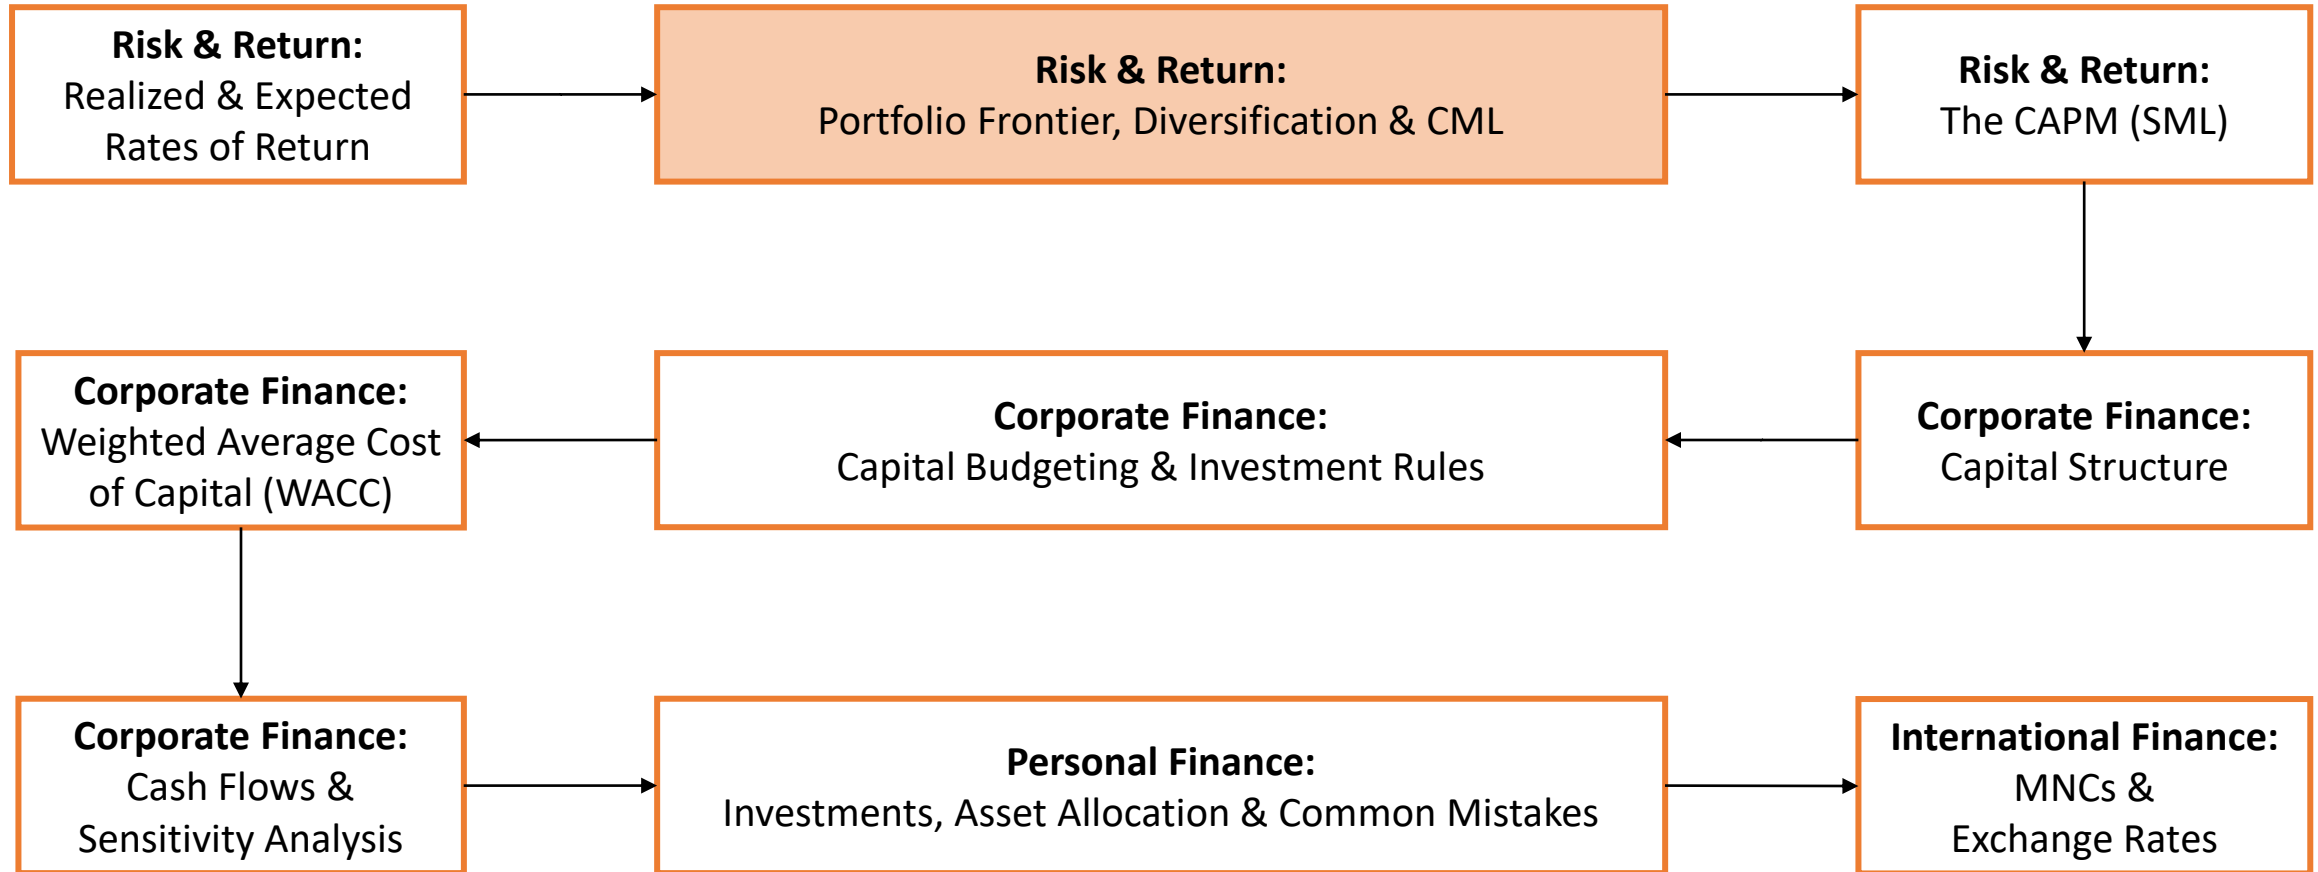 Risk & Return:
Realized & Expected
Rates of Return
Risk & Return:
Portfolio Frontier, Diversification & CML
Risk & Return:
The CAPM (SML)
Corporate Finance:
Weighted Average Cost
of Capital (WACC)
Corporate Finance:
Capital Budgeting & Investment Rules
Corporate Finance:
Capital Structure
Corporate Finance:
Cash Flows &
Sensitivity Analysis
Personal Finance:
Investments, Asset Allocation & Common Mistakes
International Finance:
MNCs &
Exchange Rates